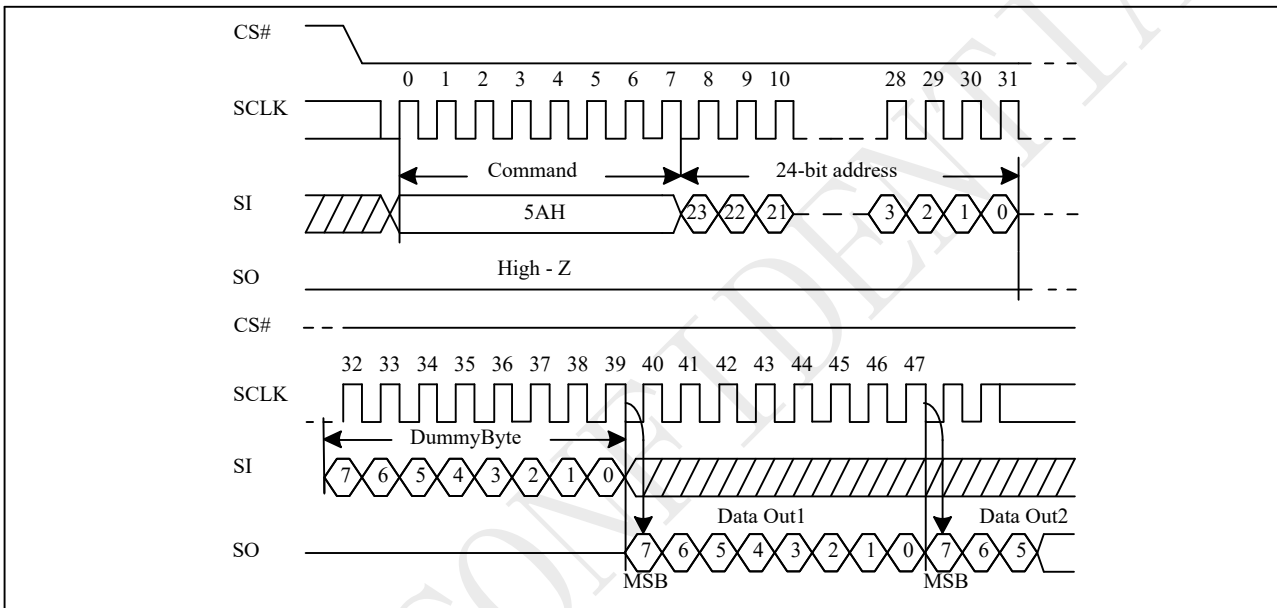 CS#
0 1 2 3 4 5 6 7 8 9 10 28 29 30 31
SCLK
Command 24-bit address
SI 5AH 23 22 21 3 2 1 0
High - Z
SO
CS#
32 33 34 35 36 37 38 39 40 41 42 43 44 45 46 47
SCLK
DummyByte
SI 7 6 5 4 3 2 1 0
Data Out1 Data Out2
SO 7 6 5 4 3 2 1 0 7 6 5
MSB MSB
CONFIDENTIA